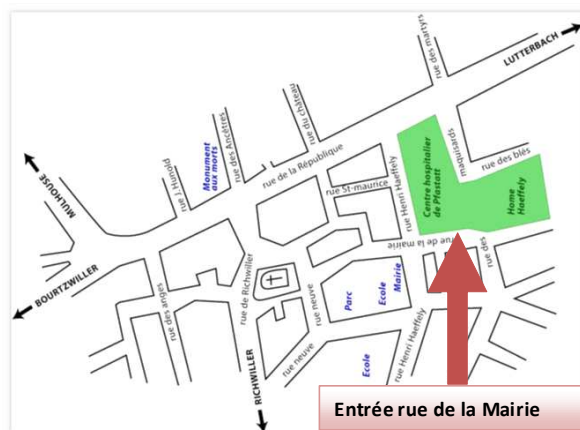 LUTTERBACH
rue des martyrs
rue du château
rue des Ancêtres
Monument
aux morts
rue J. Hunold
MULHOUSE
rue de la République
maquisards
rue des blés
Centre hospitalier
de Pfastatt
Home
Haeffely
rue St-maurice
rue Henri Haeffely
rue de la mairie
rue des
BOURTZWILLER
rue des anges
rue de Richwiller
rue neuve
Parc
Ecole
Mairie
rue neuve
Ecole
rue Henri Haeffely
RICHWILLER
Entrée rue de la Mairie